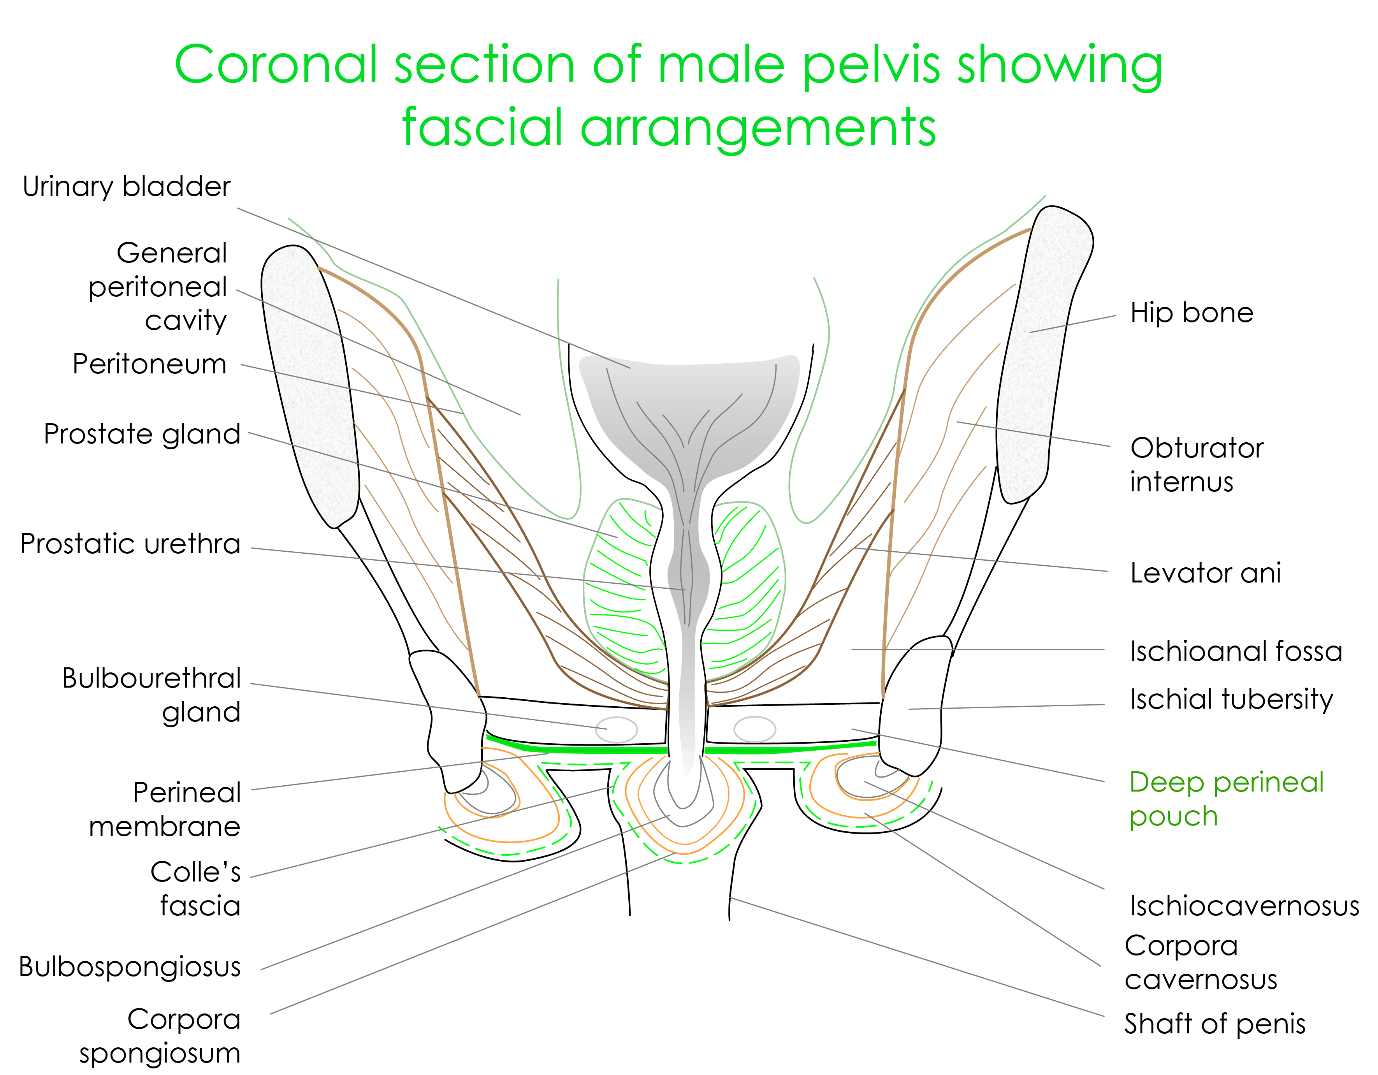 Coronal section of male pelvis showing
fascial arrangements
Urinary bladder
General
peritoneal
cavity
Peritoneum
Prostate gland
Prostatic urethra
Bulbourethral
gland
Perineal
membrane
Colle's
fascia
Bulbospongiosus
Corpora
spongiosum
Hip bone
Obturator
internus
Levator ani
Ischioanal fossa
Ischial tubersity
Deep perineal
pouch
Ischiocavernosus
Corpora
cavernosus
Shaft of penis